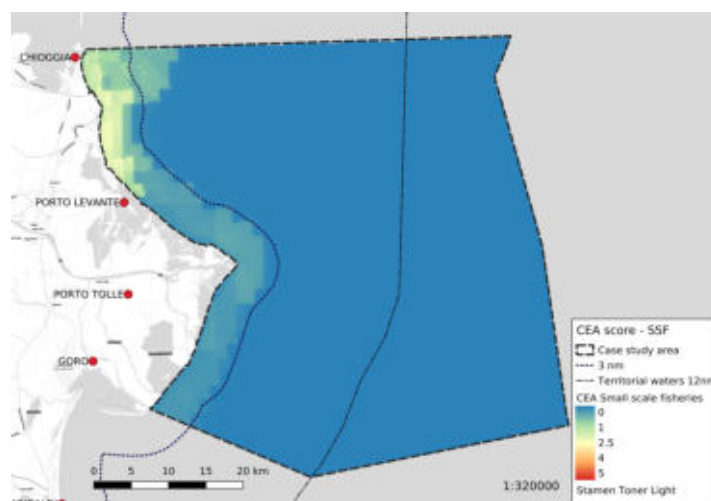 CHIOGGIA
PORTO LEVANTE
PORTO TOLLE
GORO
0 5 10 15 20 km
1:320000
CEA score - SSF
Case study area
3 nm
Territorial waters 12nm
CEA Small scale fisheries
0
1
2.5
4
5
Stamen Toner Light